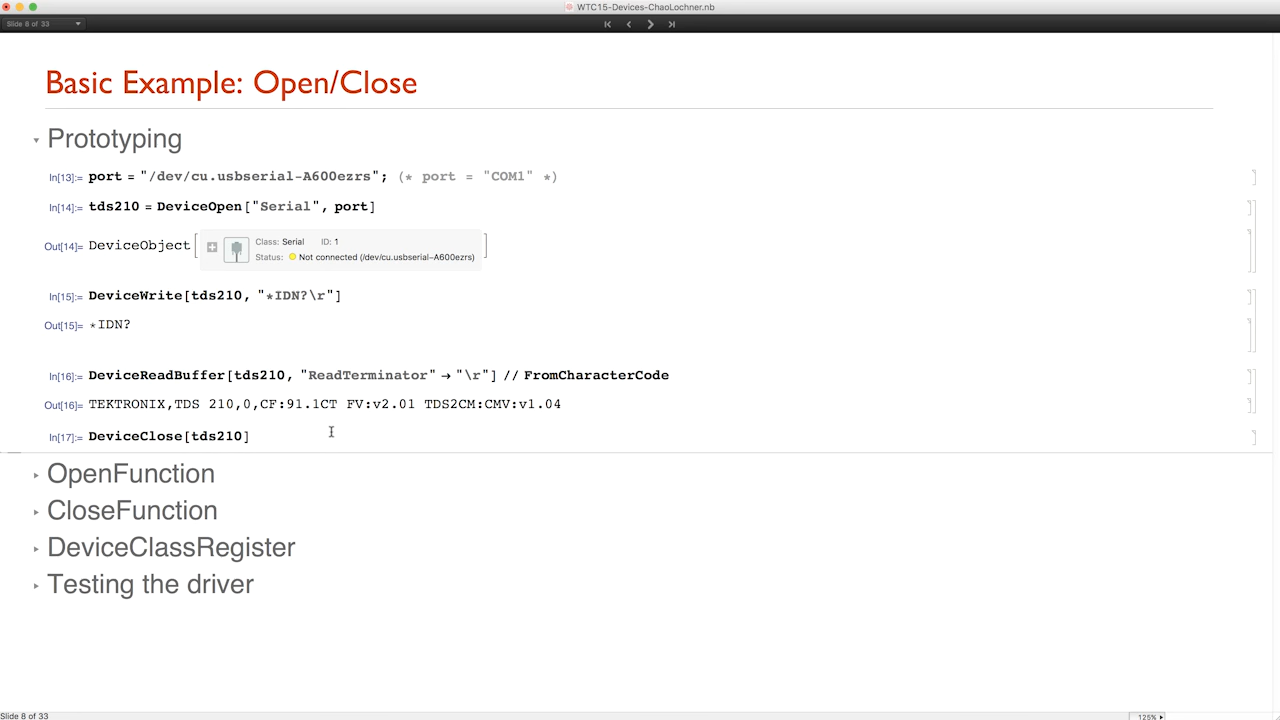 WTC15-Devices-ChaoLochner.nb
Slide 8 of 33
Basic Example: Open/Close
Prototyping
In[13]:= port = "/dev/cu.usbserial-A600ezrs"; (* port = "COM1" *)
In[14]:= tds210 = DeviceOpen["Serial", port]
Out[14]= DeviceObject[ Class: Serial ID: 1
Status: Not connected (/dev/cu.usbserial-A600ezrs) ]
In[15]:= DeviceWrite[tds210, "*IDN?\r"]
Out[15]= *IDN?
In[16]:= DeviceReadBuffer[tds210, "ReadTerminator" → "\r"] // FromCharacterCode
Out[16]= TEKTRONIX,TDS 210,0,CF:91.1CT FV:v2.01 TDS2CM:CMV:v1.04
In[17]:= DeviceClose[tds210]
OpenFunction
CloseFunction
DeviceClassRegister
Testing the driver
Slide 8 of 33
125%